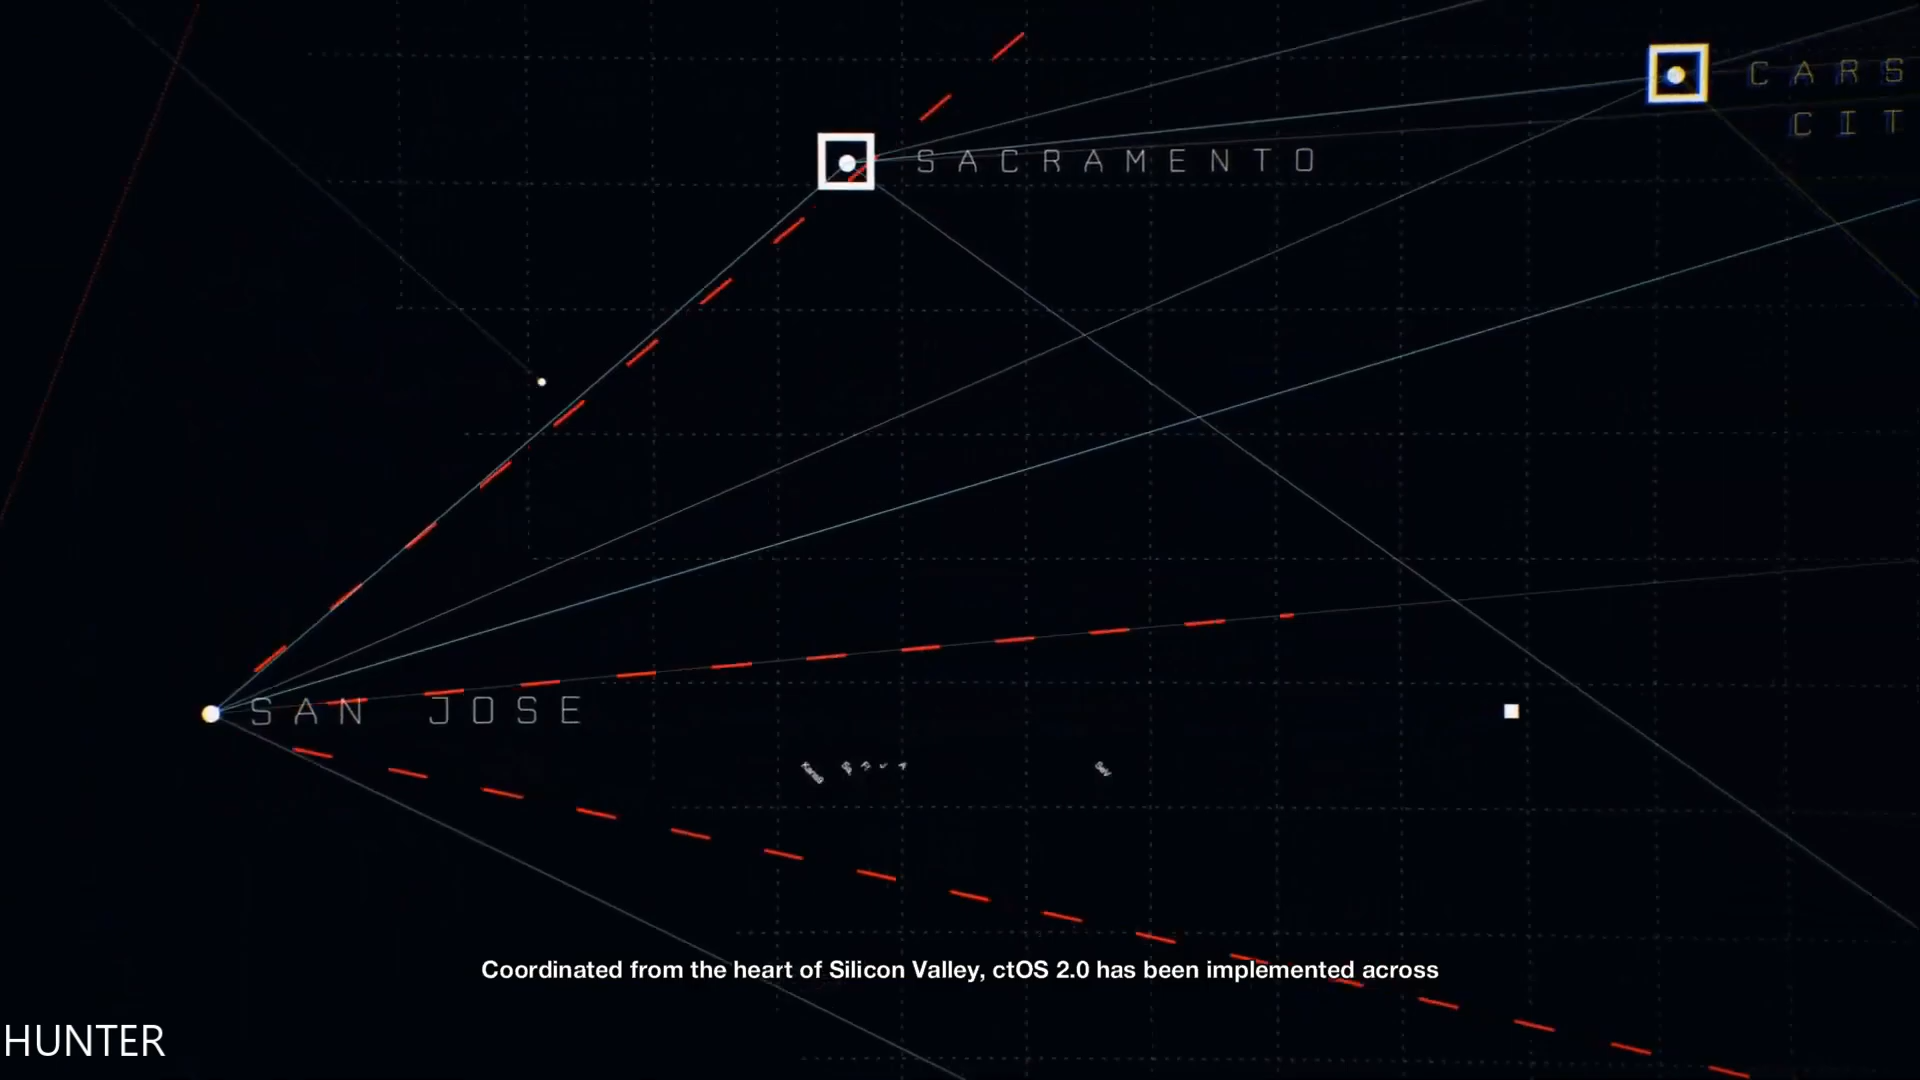 CARS
CIT
SACRAMENTO
SAN JOSE
Coordinated from the heart of Silicon Valley, ctOS 2.0 has been implemented across
HUNTER